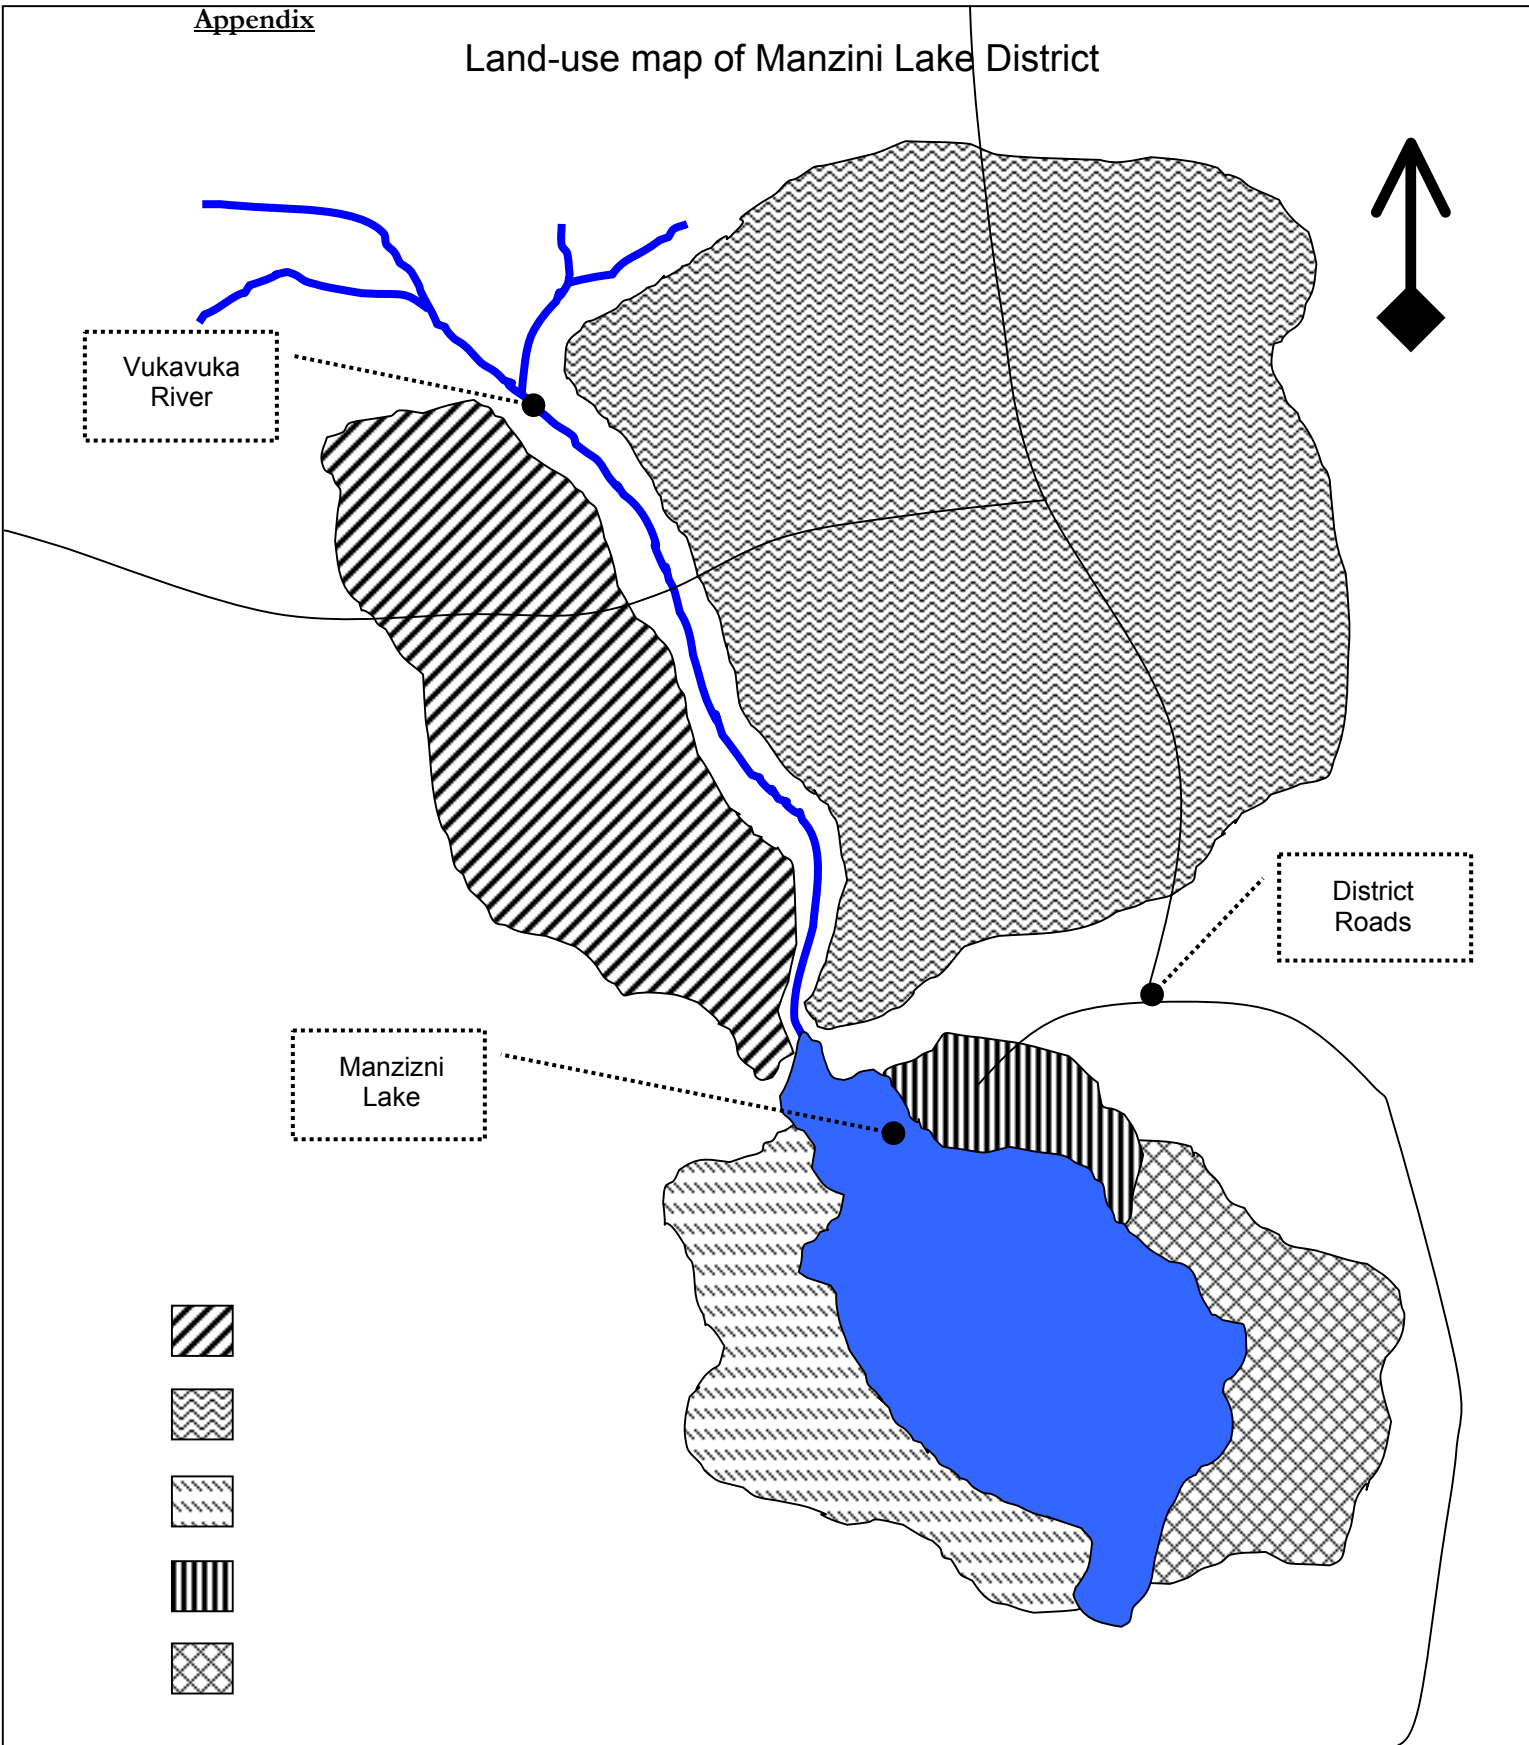 Appendix
Land-use map of Manzini Lake District
Vukavuka
River
District
Roads
Manzizni
Lake